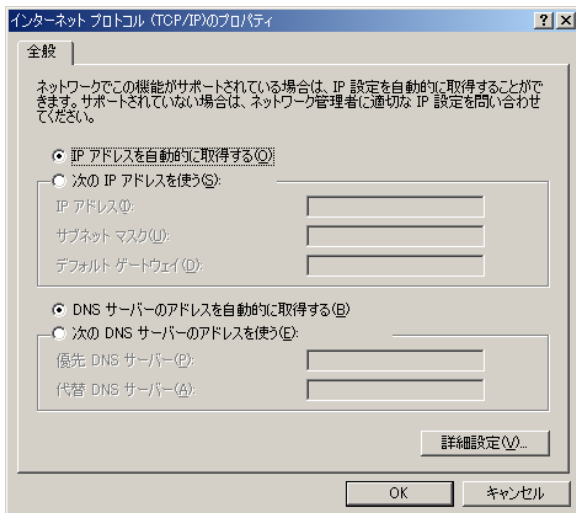 インターネット プロトコル (TCP/IP)のプロパティ
全般
ネットワークでこの機能がサポートされている場合は、IP 設定を自動的に取得することがで
きます。サポートされていない場合は、ネットワーク管理者に適切な IP 設定を問い合わせ
てください。
IP アドレスを自動的に取得する(O)
次の IP アドレスを使う(S):
IP アドレス(I):
サブネット マスク(U):
デフォルト ゲートウェイ(D):
DNS サーバーのアドレスを自動的に取得する(B)
次の DNS サーバーのアドレスを使う(E):
優先 DNS サーバー(P):
代替 DNS サーバー(A):
詳細設定(V)...
OK キャンセル